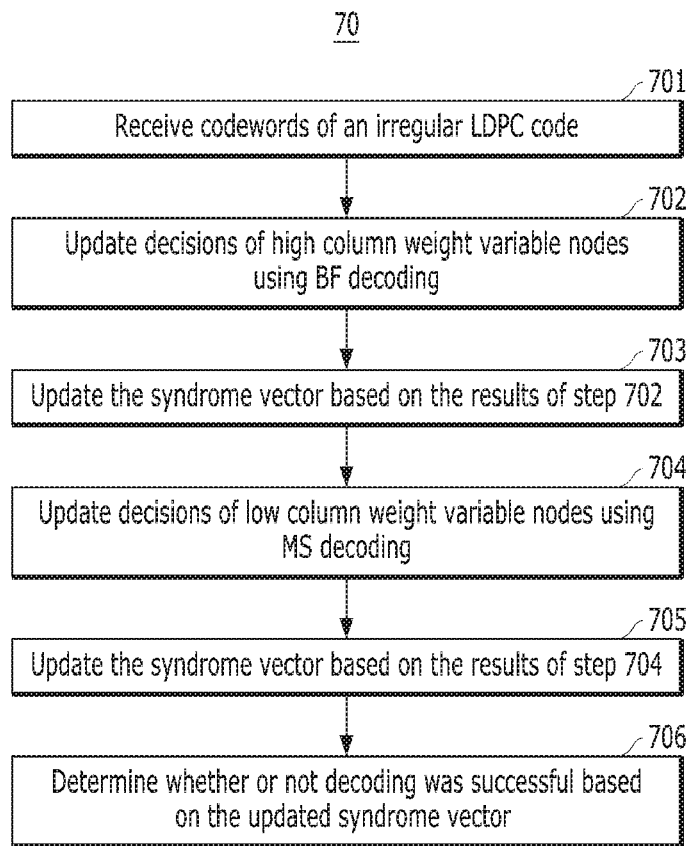 70
701
Receive codewords of an irregular LDPC code
702
Update decisions of high column weight variable nodes
using BF decoding
703
Update the syndrome vector based on the results of step 702
704
Update decisions of low column weight variable nodes using
MS decoding
705
Update the syndrome vector based on the results of step 704
706
Determine whether or not decoding was successful based
on the updated syndrome vector